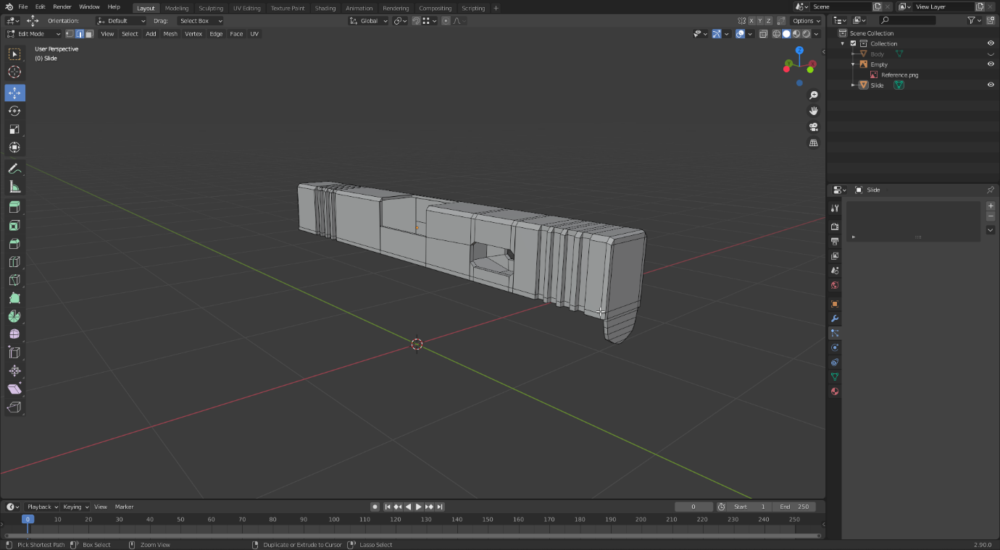 File Edit Render Window Help Layout Modeling Sculpting UV Editing Texture Paint Shading Animation Rendering Compositing Scripting + Scene View Layer
Orientation: Default Drag: Select Box Global X Y Z Options
Edit Mode View Select Add Mesh Vertex Edge Face UV
Scene Collection
Collection
Body
Empty
Reference.png
Slide
User Perspective
(0) Slide
Z
Y
X
Slide
Playback Keying View Marker 0 Start 1 End 250
0 10 20 30 40 50 60 70 80 90 100 110 120 130 140 150 160 170 180 190 200 210 220 230 240 250
Pick Shortest Path Box Select Zoom View Duplicate or Extrude to Cursor Lasso Select 2.90.0